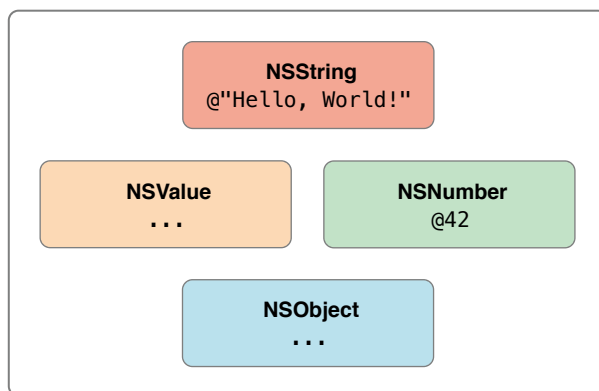 NSString
@"Hello, World!"
NSValue
...
NSNumber
@42
NSObject
...